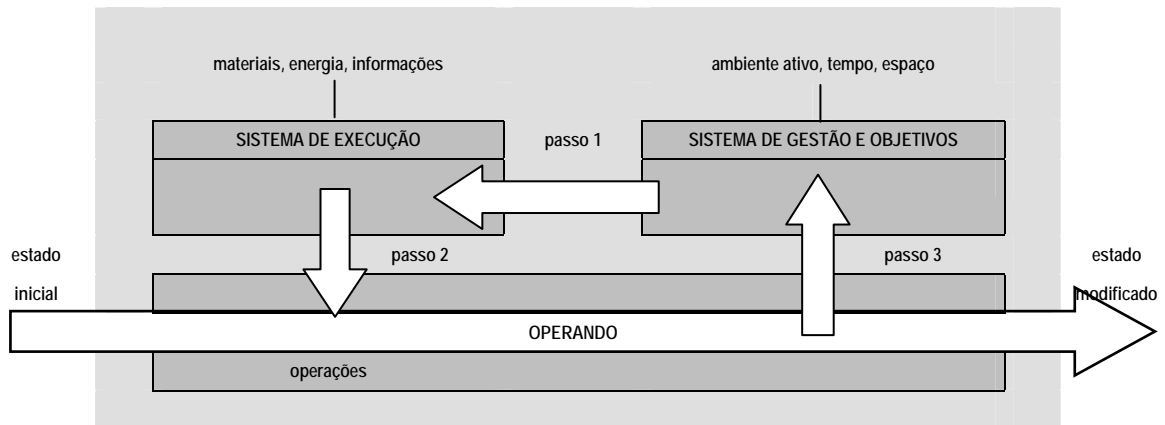 materiais, energia, informações
ambiente ativo, tempo, espaço
SISTEMA DE EXECUÇÃO
passo 1
SISTEMA DE GESTÃO E OBJETIVOS
estado
inicial
passo 2
passo 3
estado
modificado
OPERANDO
operações